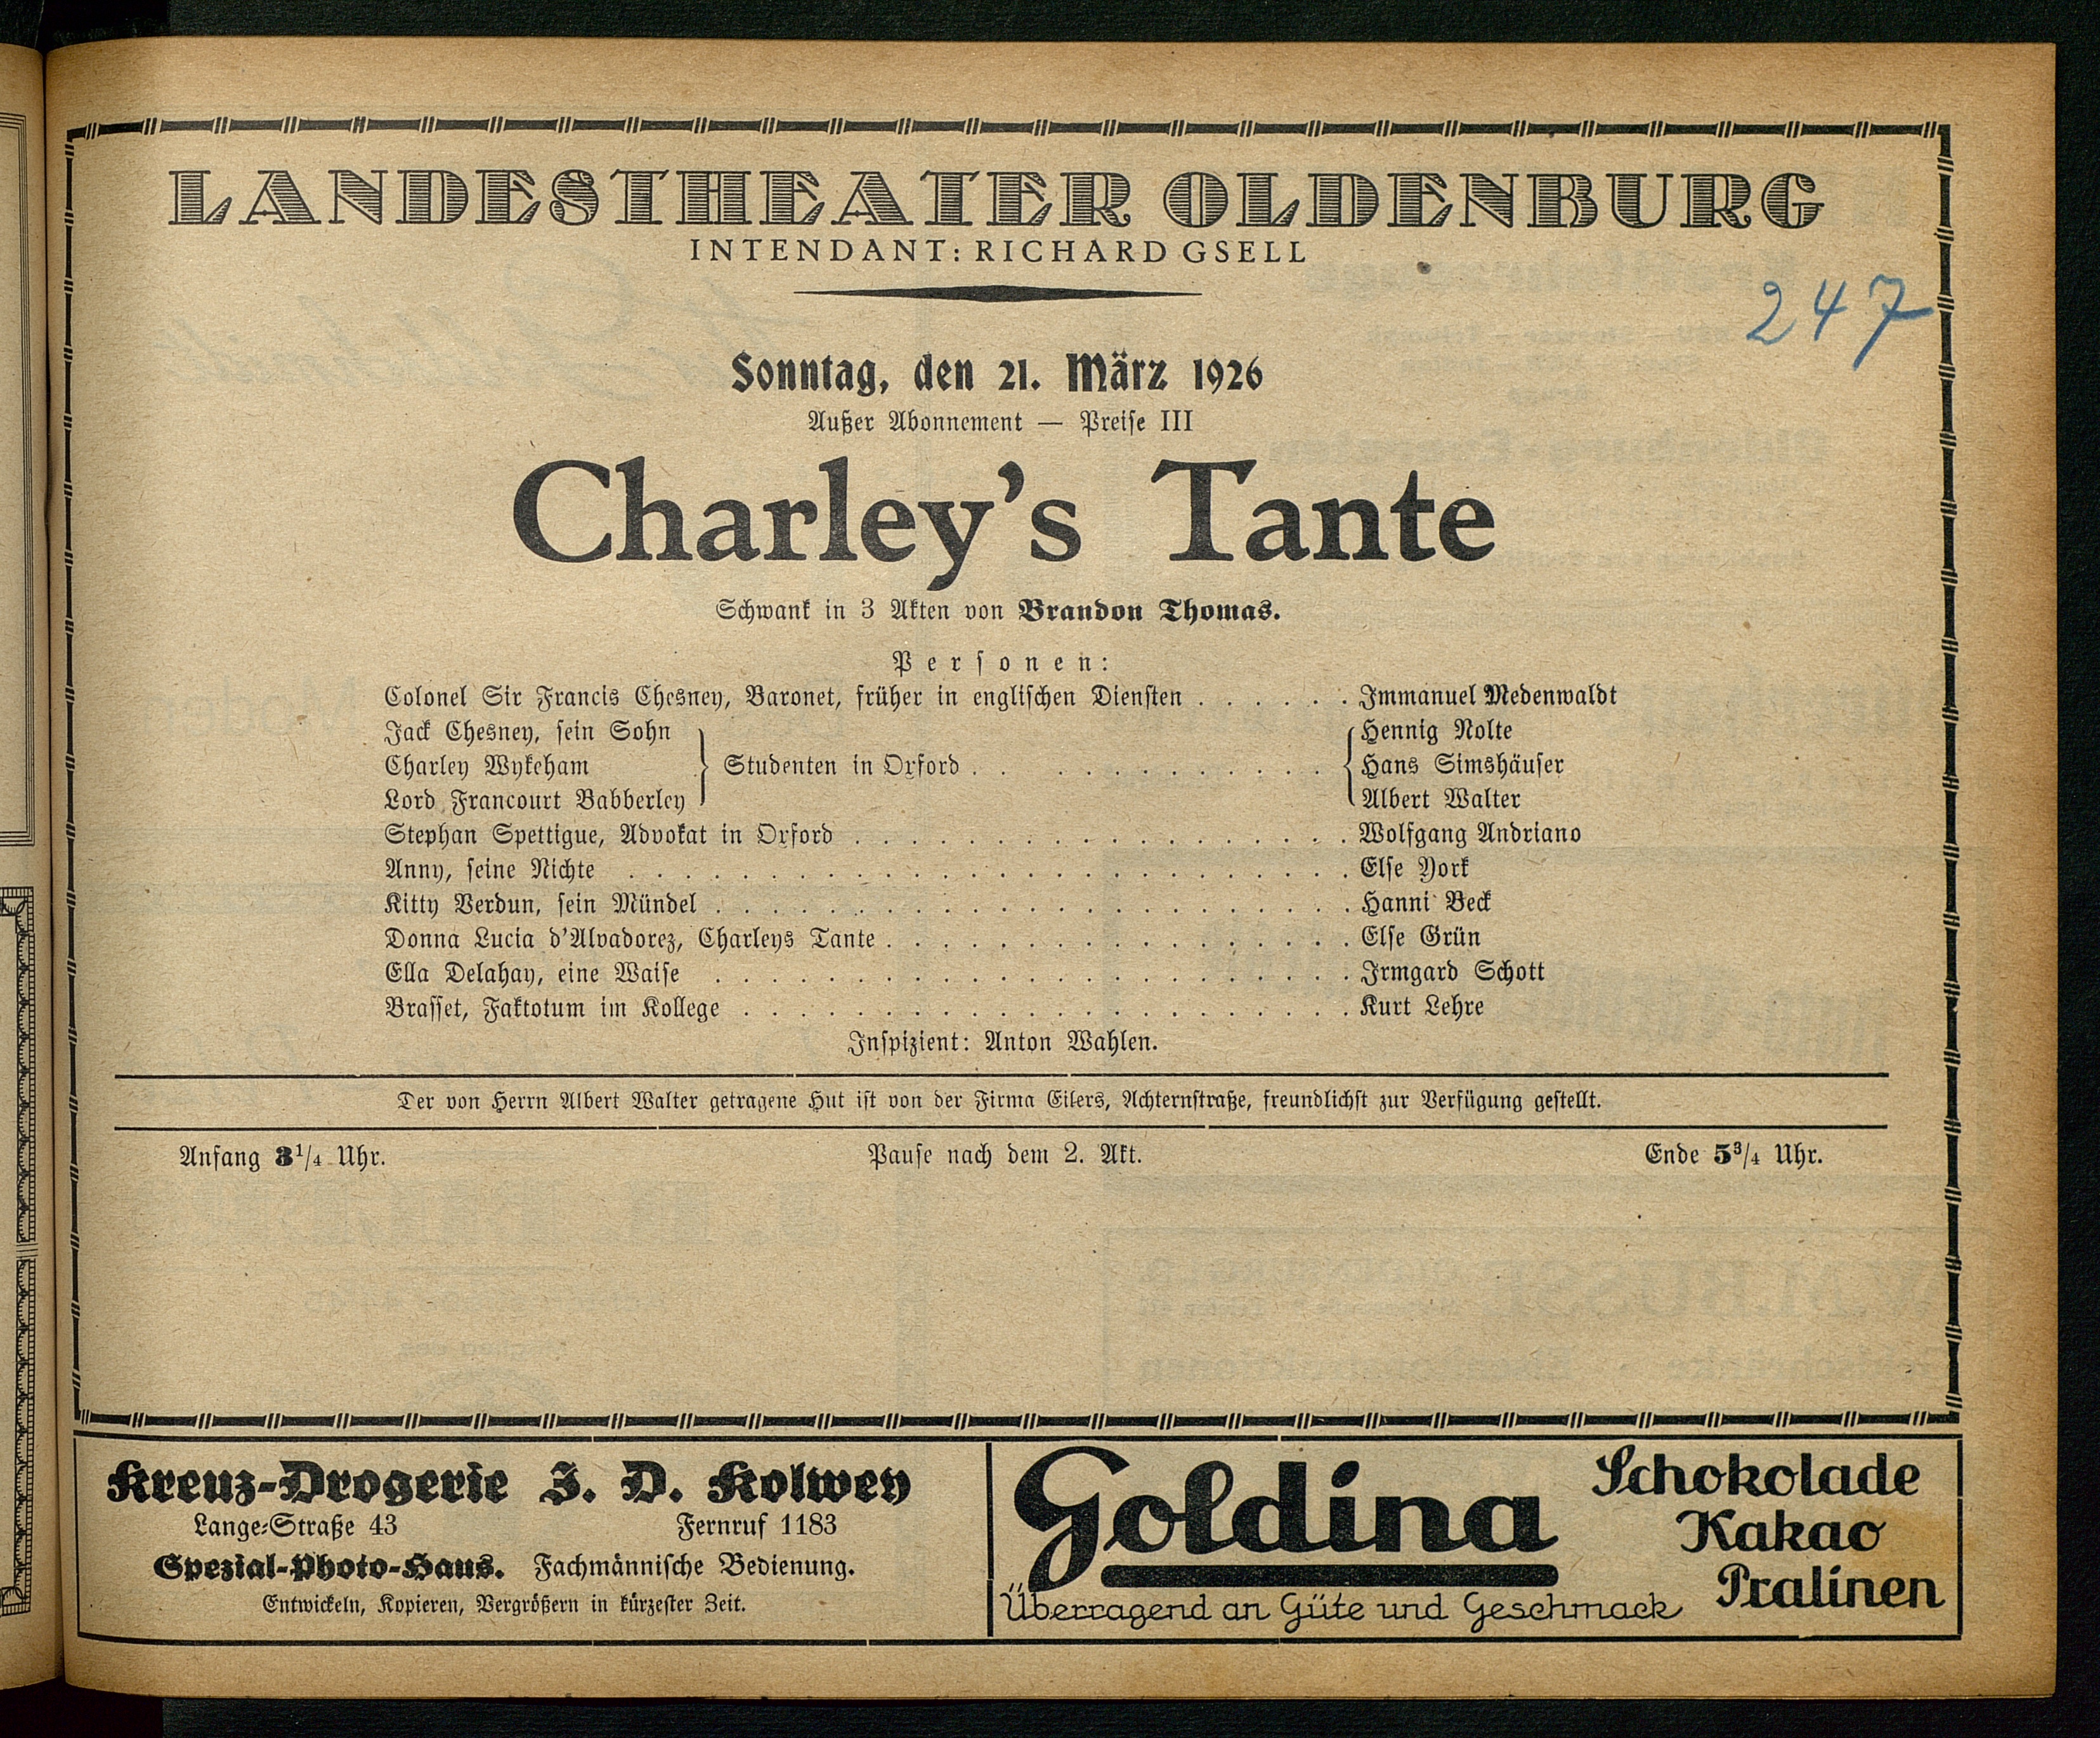 LANDESTHEATER OLDENBURG
INTENDANT: RICHARD GSELL
247
Sonntag, den 21. März 1926
Außer Abonnement — Preise III
Charley's Tante
Schwank in 3 Akten von Brandon Thomas.
Personen:
Colonel Sir Francis Chesney, Baronet, früher in englischen Diensten . . . . . . Immanuel Medenwaldt
Jack Chesney, sein Sohn } Hennig Nolte
Charley Wykeham } Studenten in Oxford . . . . . . . . . . . . { Hans Simshäuser
Lord Francourt Babberley } Albert Walter
Stephan Spettigue, Advokat in Oxford . . . . . . . . . . . . . . . . . . Wolfgang Andriano
Anny, seine Nichte . . . . . . . . . . . . . . . . . . . . . . . . . . Else York
Kitty Verdun, sein Mündel . . . . . . . . . . . . . . . . . . . . . . . Hanni Beck
Donna Lucia d'Alvadorez, Charleys Tante . . . . . . . . . . . . . . . . . Else Grün
Ella Delahay, eine Waise . . . . . . . . . . . . . . . . . . . . . . . Irmgard Schott
Brasset, Faktotum im Kollege . . . . . . . . . . . . . . . . . . . . . . Kurt Lehre
Inspizient: Anton Wahlen.
Der von Herrn Albert Walter getragene Hut ist von der Firma Eilers, Achternstraße, freundlichst zur Verfügung gestellt.
Anfang 3¹/₄ Uhr. Pause nach dem 2. Akt. Ende 5³/₄ Uhr.
Kreuz-Drogerie J. D. Kolwey
Lange-Straße 43 Fernruf 1183
Spezial-Photo-Haus. Fachmännische Bedienung.
Entwickeln, Kopieren, Vergrößern in kürzester Zeit.
Goldina
Schokolade
Kakao
Pralinen
Überragend an Güte und Geschmack